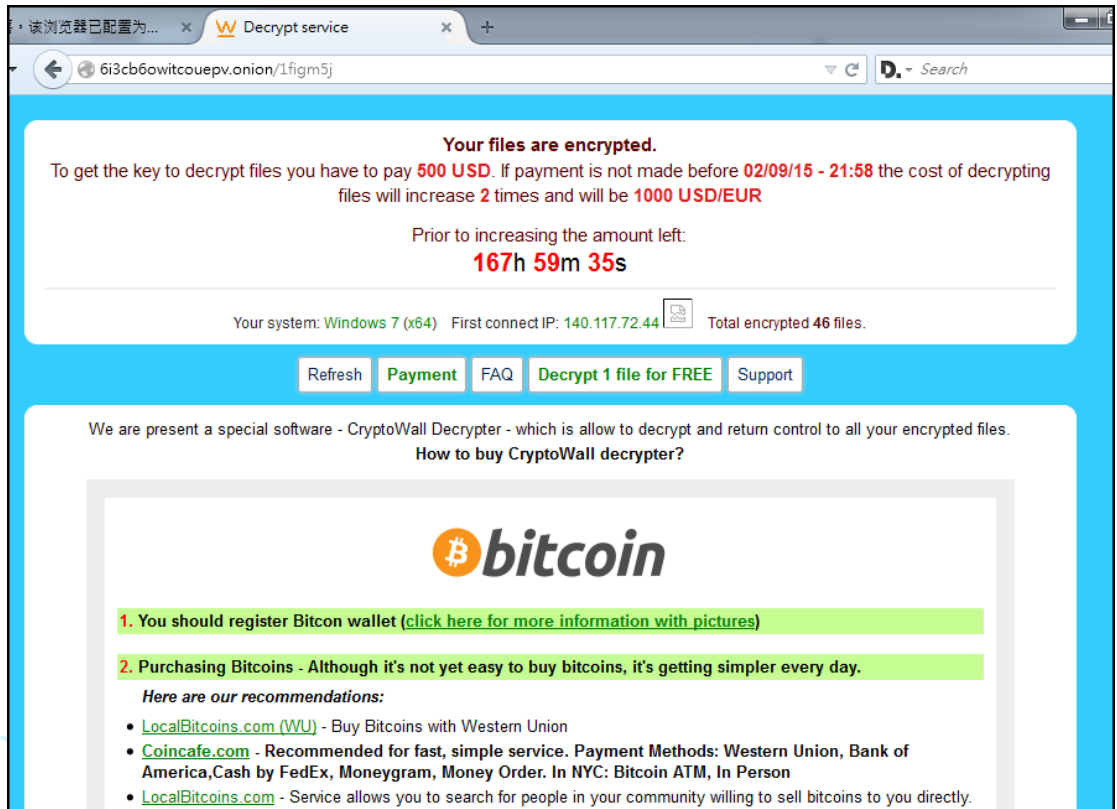 ，该浏览器已配置为...
Decrypt service
6i3cb6owitcouepv.onion/1figm5j
D. Search
Your files are encrypted.
To get the key to decrypt files you have to pay 500 USD. If payment is not made before 02/09/15 - 21:58 the cost of decrypting
files will increase 2 times and will be 1000 USD/EUR
Prior to increasing the amount left:
167h 59m 35s
Your system: Windows 7 (x64) First connect IP: 140.117.72.44 Total encrypted 46 files.
Refresh Payment FAQ Decrypt 1 file for FREE Support
We are present a special software - CryptoWall Decrypter - which is allow to decrypt and return control to all your encrypted files.
How to buy CryptoWall decrypter?
bitcoin
1. You should register Bitcon wallet (click here for more information with pictures)
2. Purchasing Bitcoins - Although it's not yet easy to buy bitcoins, it's getting simpler every day.
Here are our recommendations:
• LocalBitcoins.com (WU) - Buy Bitcoins with Western Union
• Coincafe.com - Recommended for fast, simple service. Payment Methods: Western Union, Bank of
America,Cash by FedEx, Moneygram, Money Order. In NYC: Bitcoin ATM, In Person
• LocalBitcoins.com - Service allows you to search for people in your community willing to sell bitcoins to you directly.